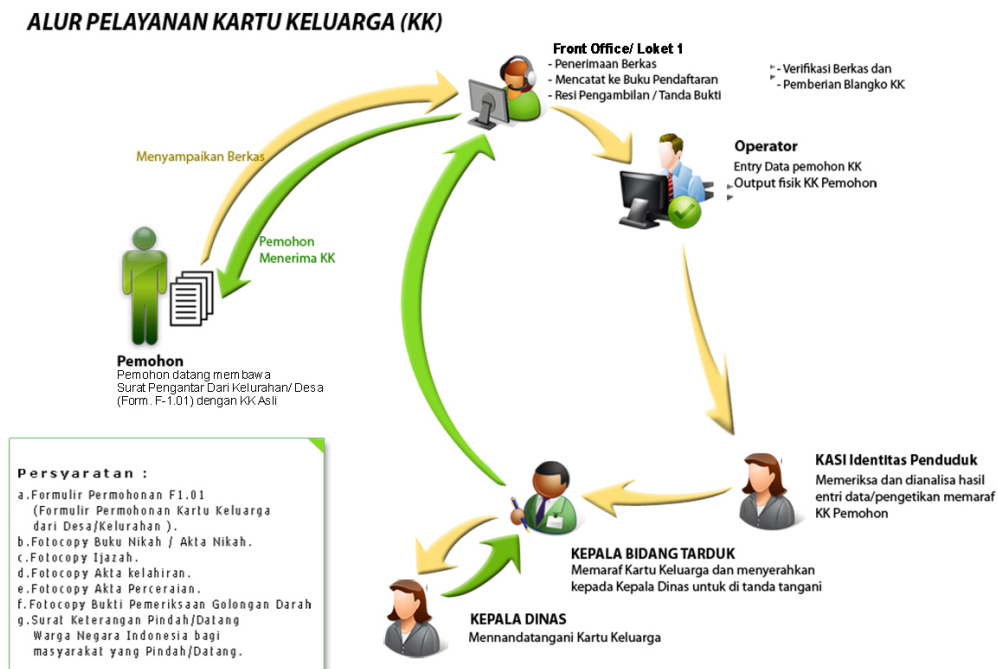 ALUR PELAYANAN KARTU KELUARGA (KK)
Front Office/ Loket 1
- Penerimaan Berkas
- Mencatat ke Buku Pendaftaran
- Resi Pengambilan / Tanda Bukti
- Verifikasi Berkas dan
- Pemberian Blangko KK
Operator
Entry Data pemohon KK
Output fisik KK Pemohon
Menyampaikan Berkas
Pemohon
Menerima KK
Pemohon
Pemohon datang membawa
Surat Pengantar Dari Kelurahan/ Desa
(Form. F-1.01) dengan KK Asli
KASI Identitas Penduduk
Memeriksa dan dianalisa hasil
entri data/pengetikan memaraf
KK Pemohon
KEPALA BIDANG TARDUK
Memaraf Kartu Keluarga dan menyerahkan
kepada Kepala Dinas untuk di tanda tangani
KEPALA DINAS
Mennandatangani Kartu Keluarga
Persyaratan :
a.Formulir Permohonan F1.01
(Formulir Permohonan Kartu Keluarga
dari Desa/Kelurahan ).
b.Fotocopy Buku Nikah / Akta Nikah.
c.Fotocopy Ijazah.
d.Fotocopy Akta kelahiran.
e.Fotocopy Akta Perceraian.
f.Fotocopy Bukti Pemeriksaan Golongan Darah
g.Surat Keterangan Pindah/Datang
Warga Negara Indonesia bagi
masyarakat yang Pindah/Datang.